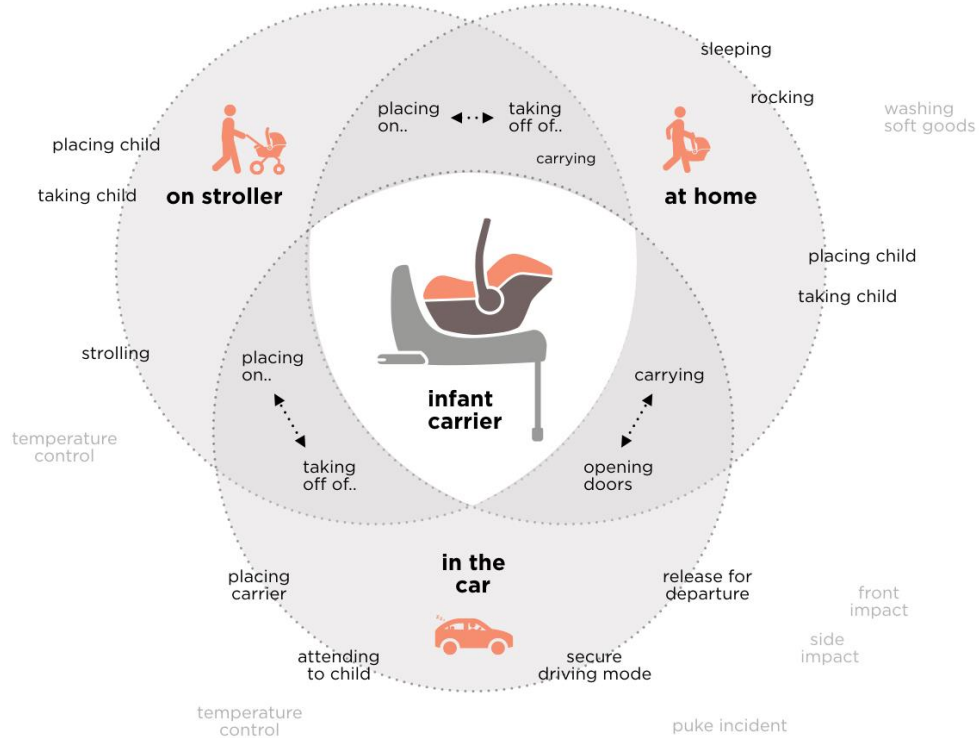 sleeping
rocking
washing
soft goods
placing
on..
taking
off of..
carrying
placing child
taking child
on stroller
at home
placing child
taking child
strolling
placing
on..
carrying
infant
carrier
temperature
control
taking
off of..
opening
doors
in the
car
placing
carrier
release for
departure
front
impact
side
impact
attending
to child
secure
driving mode
temperature
control
puke incident